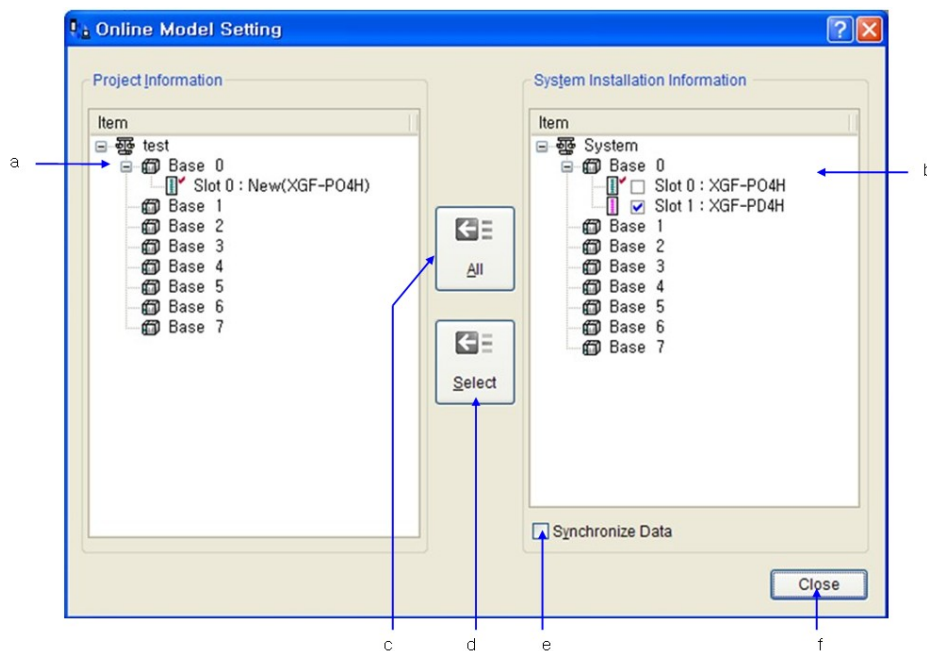 Online Model Setting
Project Information
Item
test
Base 0
Slot 0 : New(XGF-PO4H)
Base 1
Base 2
Base 3
Base 4
Base 5
Base 6
Base 7
All
Select
System Installation Information
Item
System
Base 0
Slot 0 : XGF-PO4H
Slot 1 : XGF-PD4H
Base 1
Base 2
Base 3
Base 4
Base 5
Base 6
Base 7
Synchronize Data
Close
a
b
c
d
e
f